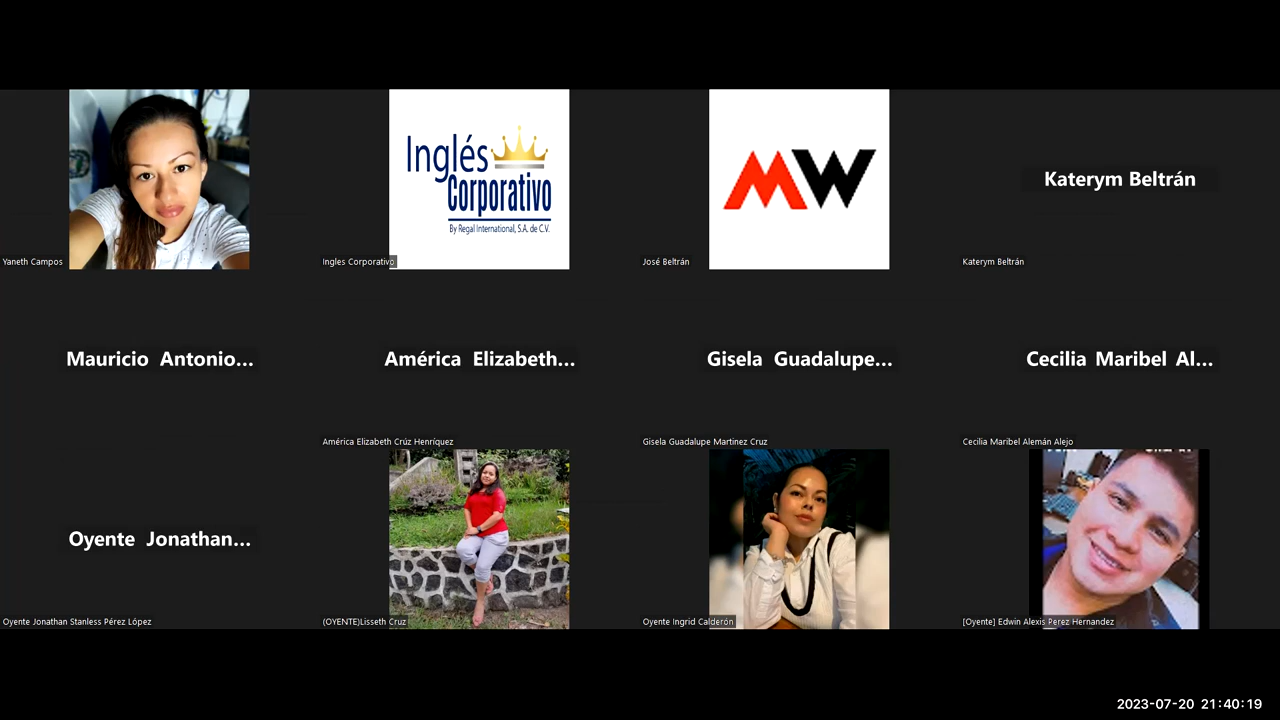 Inglés
Corporativo
By Regal International, S.A. de C.V.
MW
Katerym Beltrán
Yaneth Campos
Ingles Corporativo
José Beltrán
Katerym Beltrán
Mauricio Antonio...
América Elizabeth...
Gisela Guadalupe...
Cecilia Maribel Al...
América Elizabeth Crúz Henríquez
Gisela Guadalupe Martinez Cruz
Cecilia Maribel Alemán Alejo
Oyente Jonathan...
Oyente Jonathan Stanless Pérez López
(OYENTE)Lisseth Cruz
Oyente Ingrid Calderón
[Oyente] Edwin Alexis Perez Hernandez
2023-07-20 21:40:19